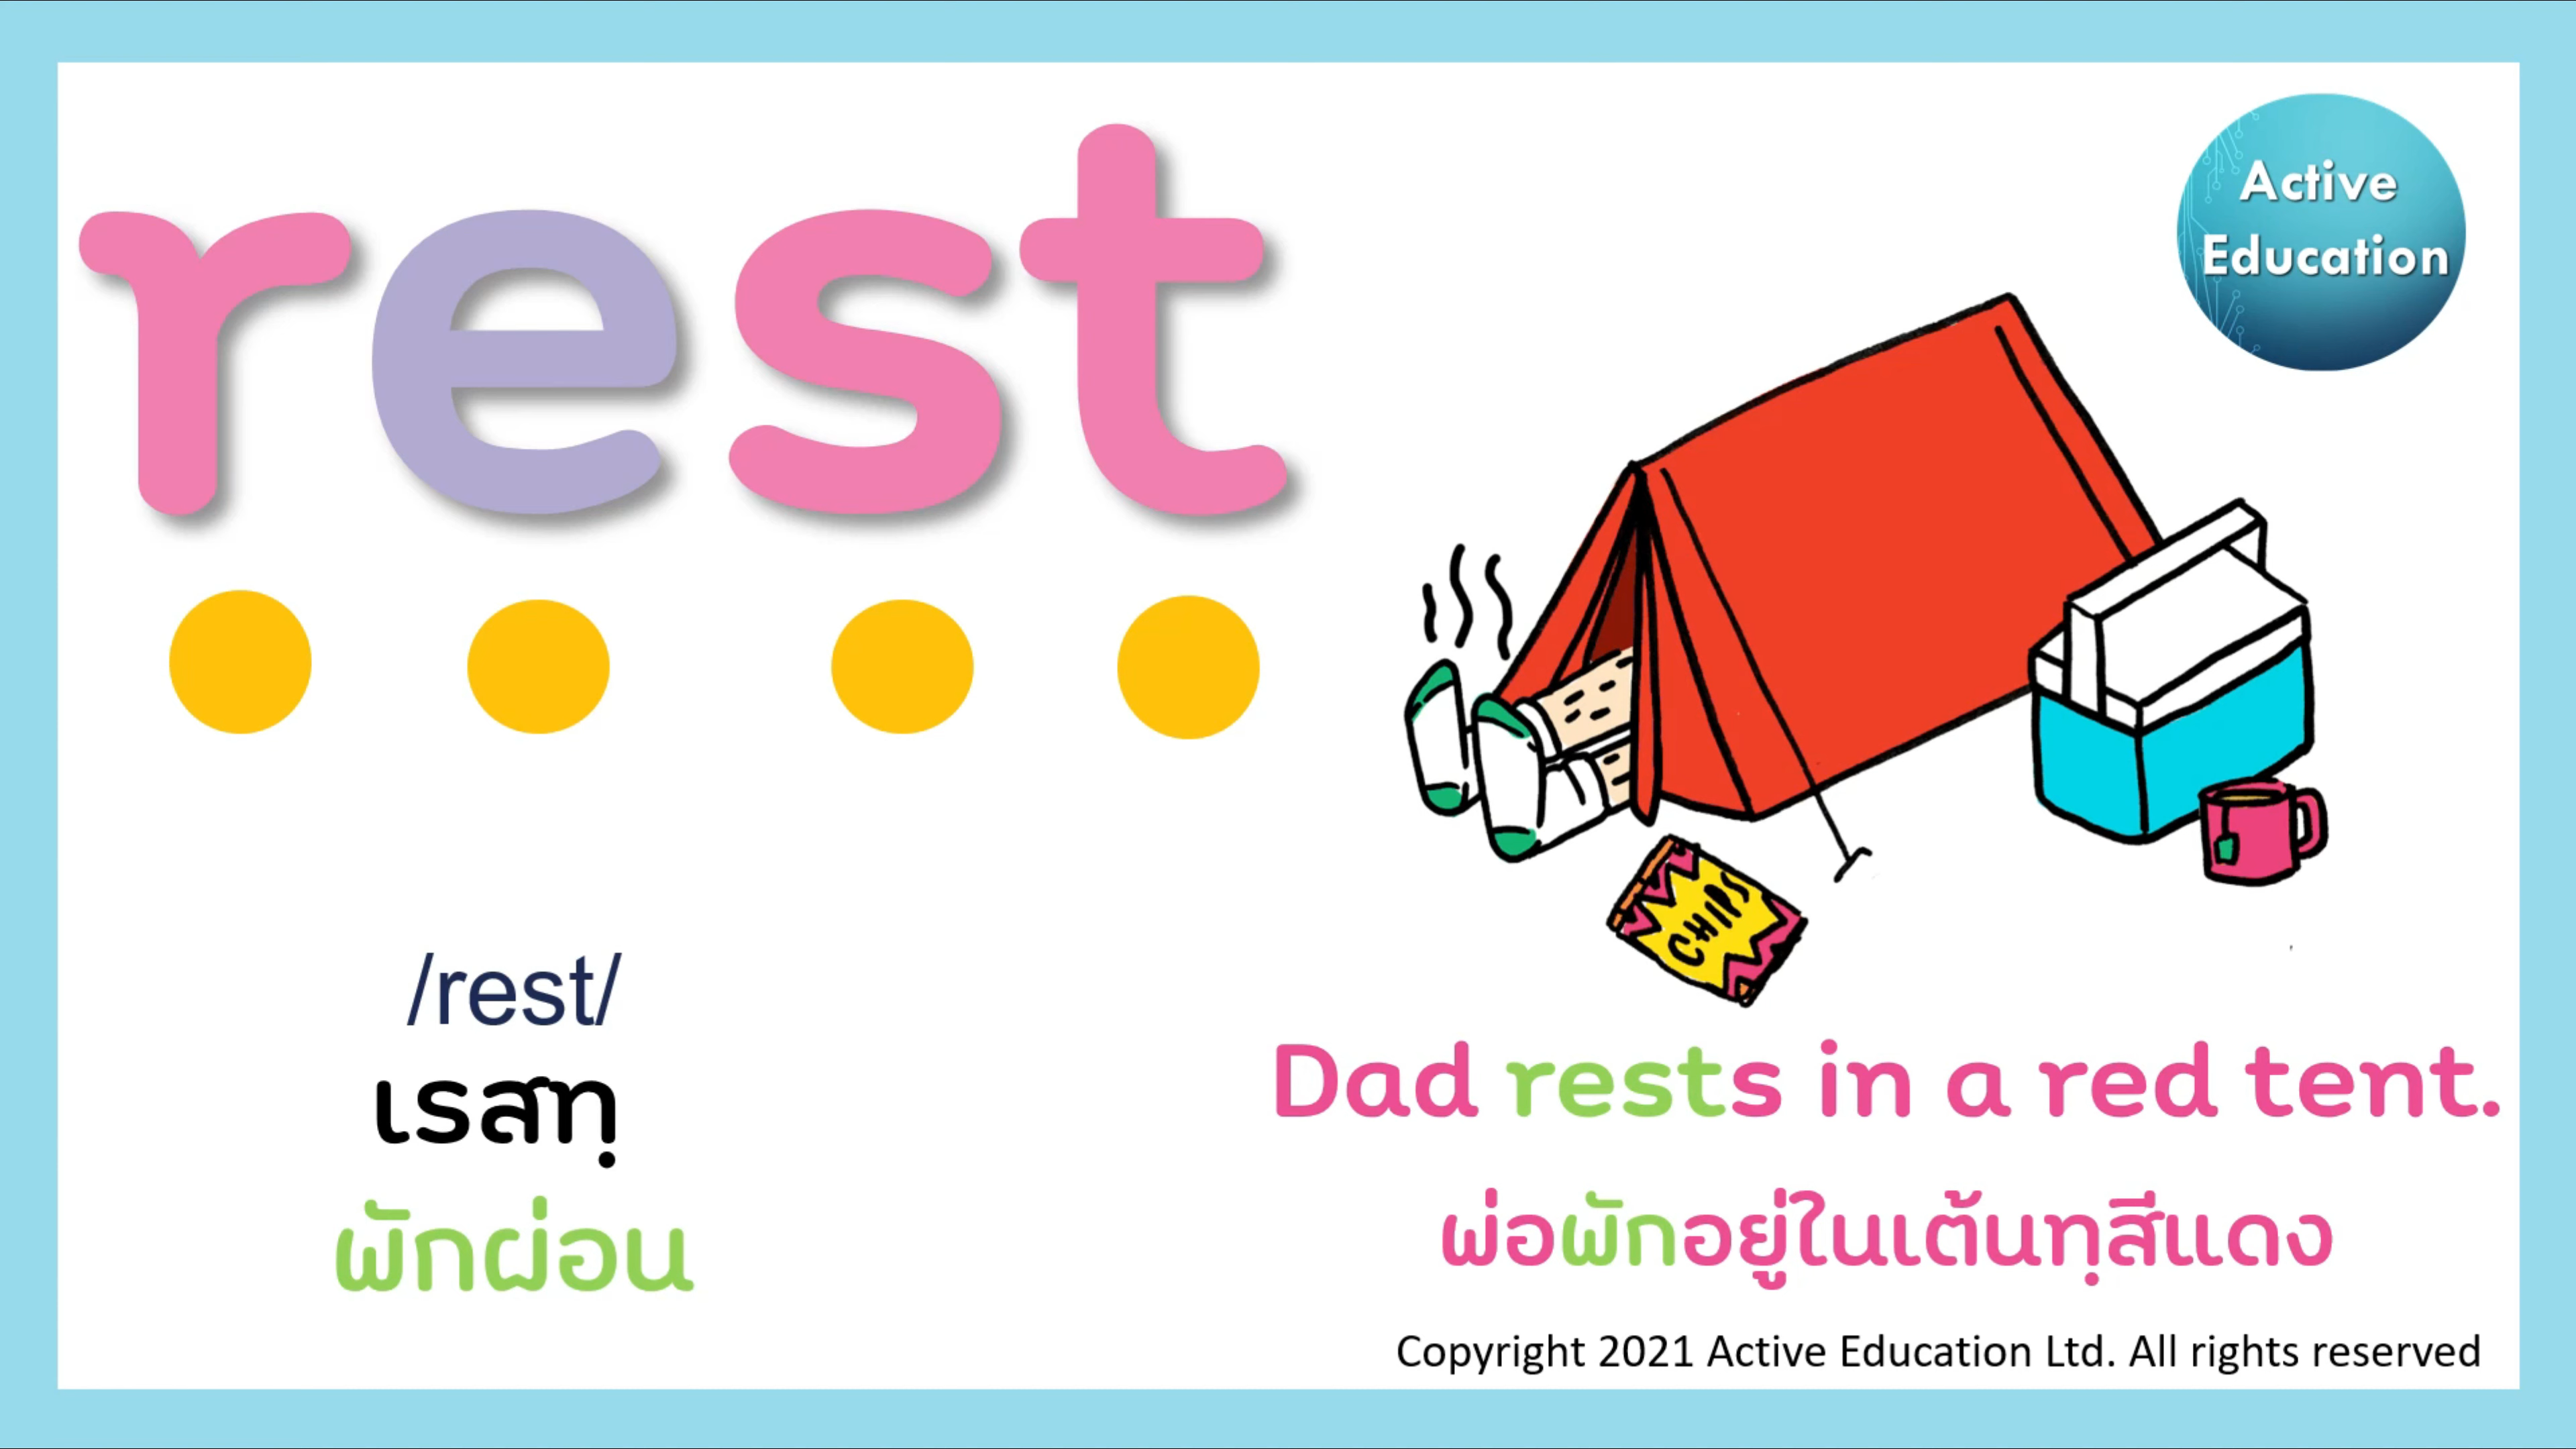 rest
Active
Education
CHIPS
/rest/
เรสทฺ
พักผ่อน
Dad rests in a red tent.
พ่อพักอยู่ในเต้นทฺสีแดง
Copyright 2021 Active Education Ltd. All rights reserved